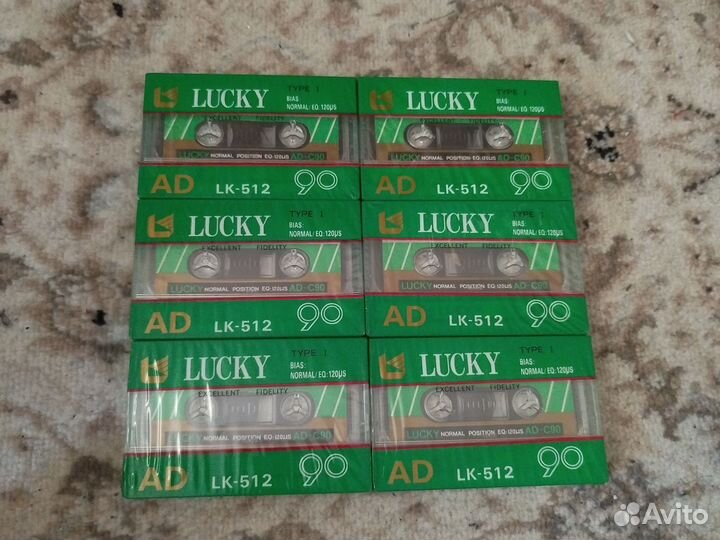 LUCKY
TYPE I
BIAS:
NORMAL/EQ:120µS
EXCELLENT FIDELITY
LUCKY NORMAL POSITION EQ:120µS AD-C90
AD LK-512 90
LUCKY
TYPE I
BIAS:
NORMAL/EQ:120µS
EXCELLENT FIDELITY
LUCKY NORMAL POSITION EQ:120µS AD-C90
AD LK-512 90
LUCKY
TYPE I
BIAS:
NORMAL/EQ:120µS
EXCELLENT FIDELITY
LUCKY NORMAL POSITION EQ:120µS AD-C90
AD LK-512 90
LUCKY
TYPE I
BIAS:
NORMAL/EQ:120µS
EXCELLENT FIDELITY
LUCKY NORMAL POSITION EQ:120µS AD-C90
AD LK-512 90
LUCKY
TYPE I
BIAS:
NORMAL/EQ:120µS
EXCELLENT FIDELITY
LUCKY NORMAL POSITION EQ:120µS AD-C90
AD LK-512 90
LUCKY
TYPE I
BIAS:
NORMAL/EQ:120µS
EXCELLENT FIDELITY
LUCKY NORMAL POSITION EQ:120µS AD-C90
AD LK-512 90
Avito